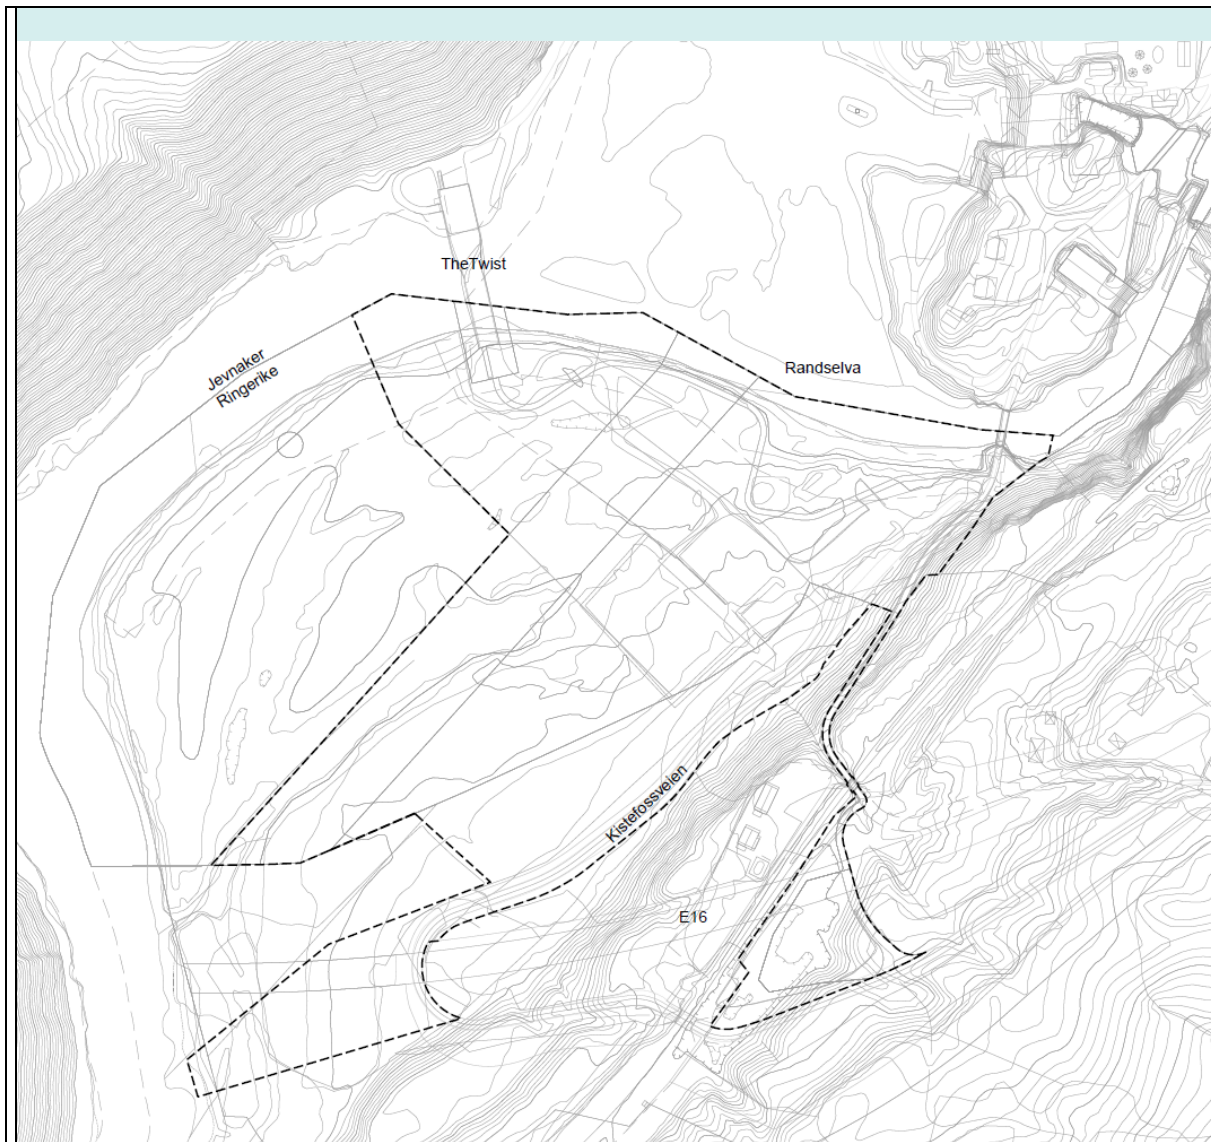 TheTwist
Jevnaker
Ringerike
Randselva
Kistefossveien
E16